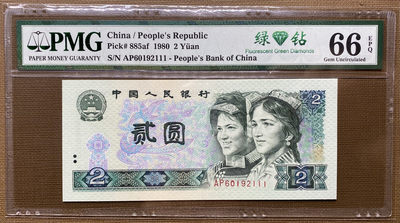 PMG
PAPER MONEY GUARANTY
China / People's Republic
Pick# 885af 1980 2 Yüan
S/N AP60192111 - People's Bank of China
绿 钻
Fluorescent Green Diamonds
66 EPQ
Gem Uncirculated
中国人民银行
2
贰圆
AP60192111
2
2